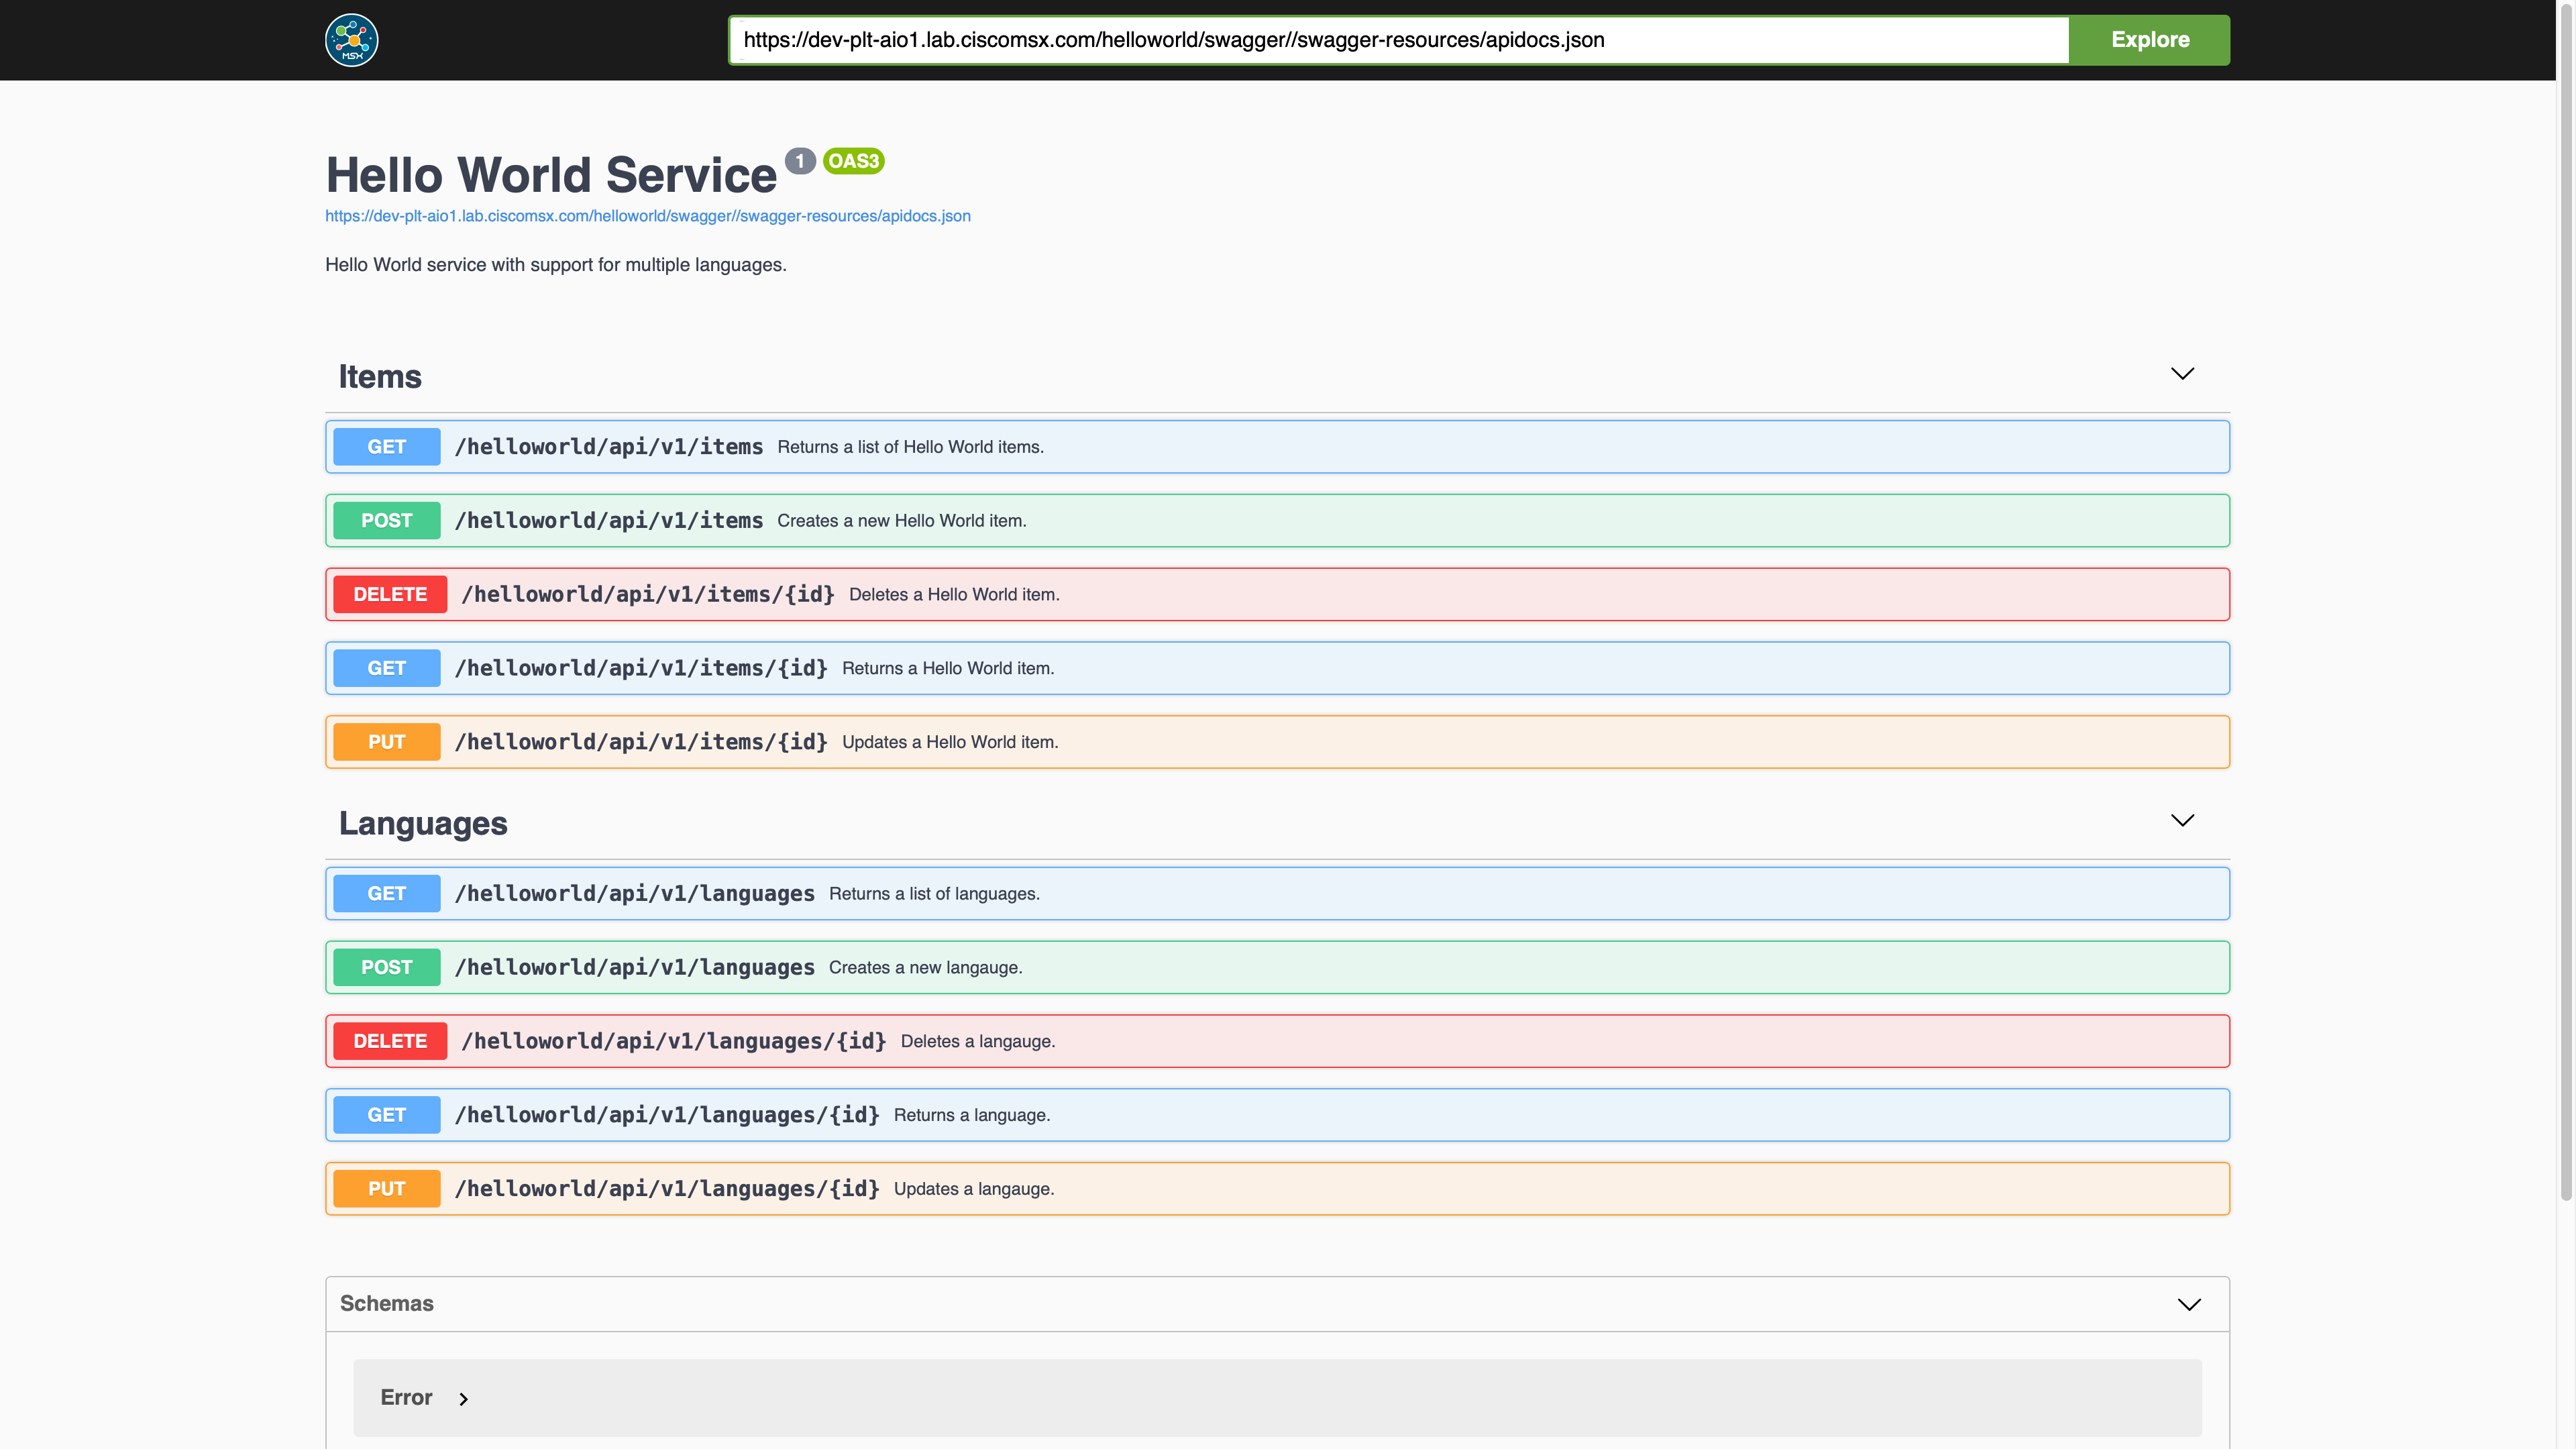 MSX
https://dev-plt-aio1.lab.ciscomsx.com/helloworld/swagger//swagger-resources/apidocs.json
Explore
Hello World Service 1 OAS3
https://dev-plt-aio1.lab.ciscomsx.com/helloworld/swagger//swagger-resources/apidocs.json
Hello World service with support for multiple languages.
Items
GET /helloworld/api/v1/items Returns a list of Hello World items.
POST /helloworld/api/v1/items Creates a new Hello World item.
DELETE /helloworld/api/v1/items/{id} Deletes a Hello World item.
GET /helloworld/api/v1/items/{id} Returns a Hello World item.
PUT /helloworld/api/v1/items/{id} Updates a Hello World item.
Languages
GET /helloworld/api/v1/languages Returns a list of languages.
POST /helloworld/api/v1/languages Creates a new langauge.
DELETE /helloworld/api/v1/languages/{id} Deletes a langauge.
GET /helloworld/api/v1/languages/{id} Returns a language.
PUT /helloworld/api/v1/languages/{id} Updates a langauge.
Schemas
Error